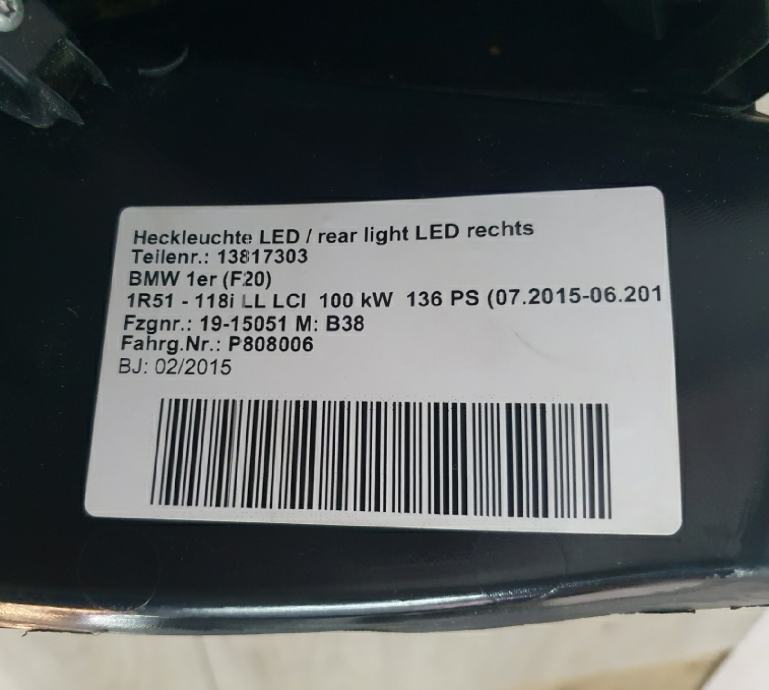 Heckleuchte LED / rear light LED rechts
Teilenr.: 13817303
BMW 1er (F20)
1R51 - 118i LL LCI 100 kW 136 PS (07.2015-06.201
Fzgnr.: 19-15051 M: B38
Fahrg.Nr.: P808006
BJ: 02/2015